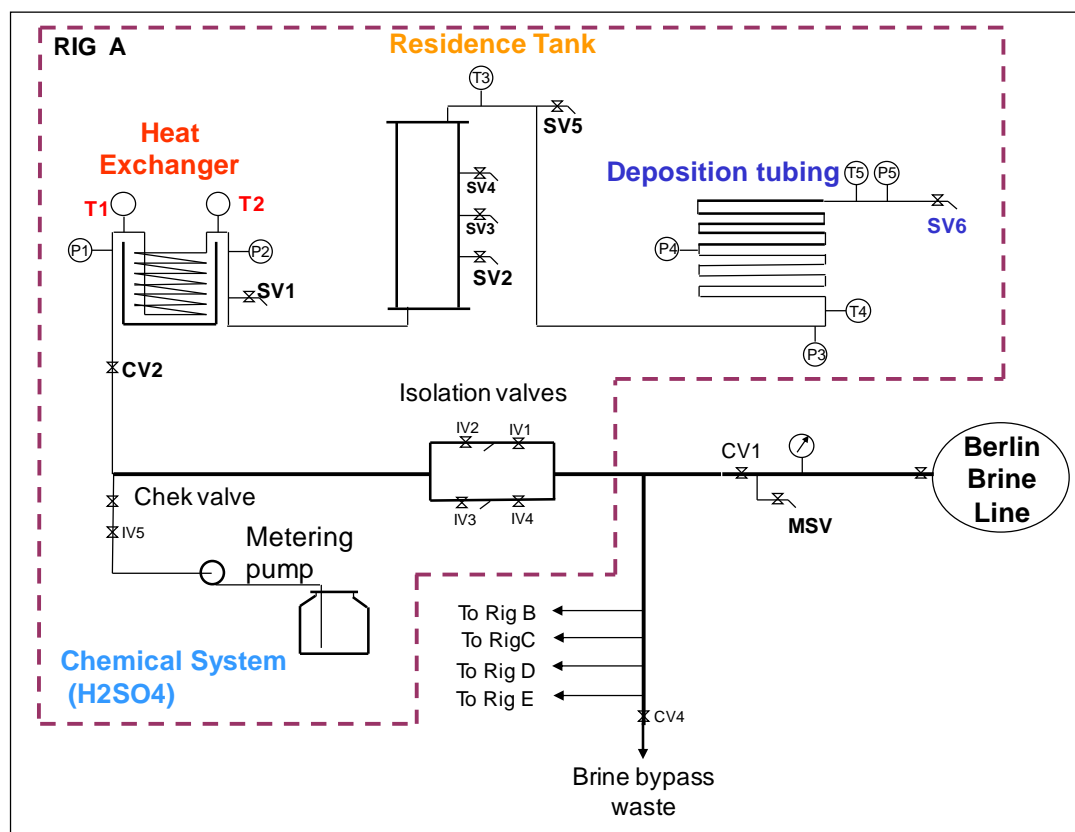 RIG A
Residence Tank
T3
SV5
Heat
Exchanger
T1
T2
P1
P2
SV1
SV4
SV3
SV2
Deposition tubing
T5
P5
SV6
P4
T4
P3
CV2
Isolation valves
IV2
IV1
IV3
IV4
CV1
MSV
Berlin
Brine
Line
Chek valve
IV5
Metering
pump
Chemical System
(H2SO4)
To Rig B
To RigC
To Rig D
To Rig E
CV4
Brine bypass
waste